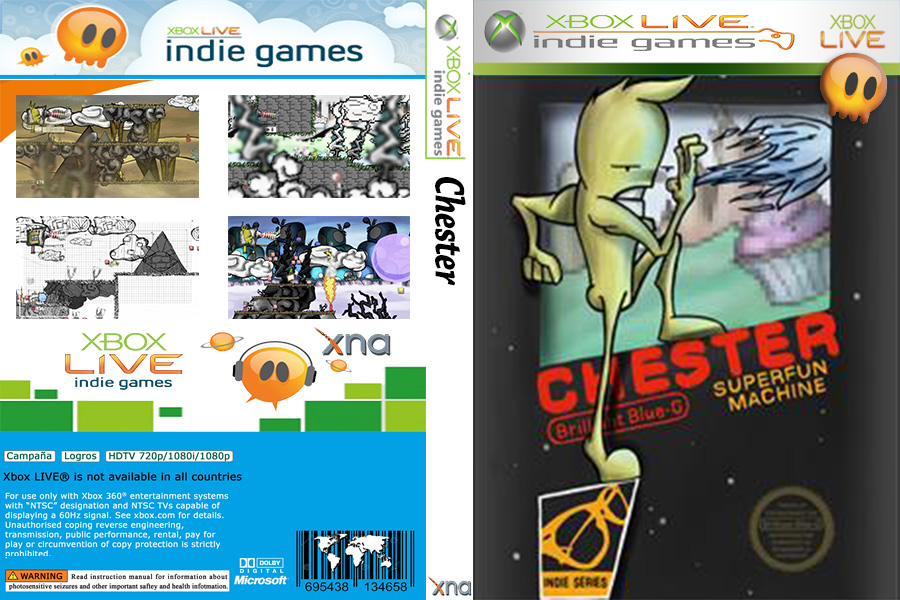 XBOX LIVE
indie games
XBOX LIVE
indie games
Chester
XBOX LIVE
indie games
XBOX
LIVE
CHESTER
SUPERFUN
MACHINE
Brilliant Blue-G
INDIE SERIES
XBOX
LIVE
indie games
xna
Campaña
Logros
HDTV 720p/1080i/1080p
Xbox LIVE® is not available in all countries
For use only with Xbox 360® entertainment systems
with "NTSC" designation and NTSC TVs capable of
displaying a 60Hz signal. See xbox.com for details.
Unauthorised coping reverse engineering,
transmission, public performance, rental, pay for
play or circumvention of copy protection is strictly
prohibited.
WARNING Read instruction manual for information about
photosensitive seizures and other important saftey and health infotmation.
DOLBY
DIGITAL
Microsoft
695438 134658
xna